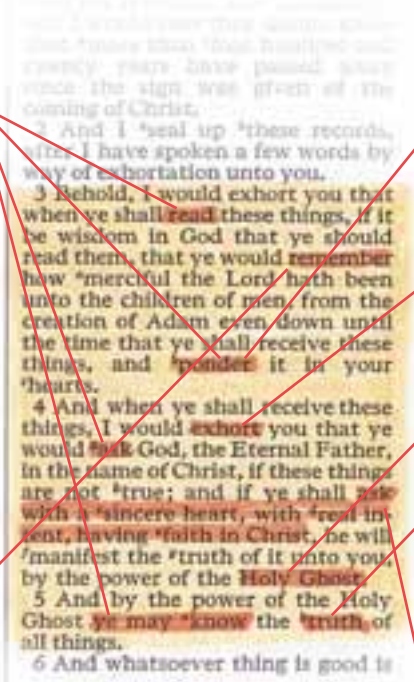 that more than four hundred and
twenty years have passed away
since the sign was given of the
coming of Christ.
2 And I seal up these records,
after I have spoken a few words by
way of exhortation unto you.
3 Behold, I would exhort you that
when ye shall read these things, if it
be wisdom in God that ye should
read them, that ye would remember
how merciful the Lord hath been
unto the children of men, from the
creation of Adam even down until
the time that ye shall receive these
things, and ponder it in your
hearts.
4 And when ye shall receive these
things, I would exhort you that ye
would ask God, the Eternal Father,
in the name of Christ, if these things
are not true; and if ye shall ask
with a sincere heart, with real in-
tent, having faith in Christ, he will
manifest the truth of it unto you,
by the power of the Holy Ghost.
5 And by the power of the Holy
Ghost ye may know the truth of
all things.
6 And whatsoever thing is good is